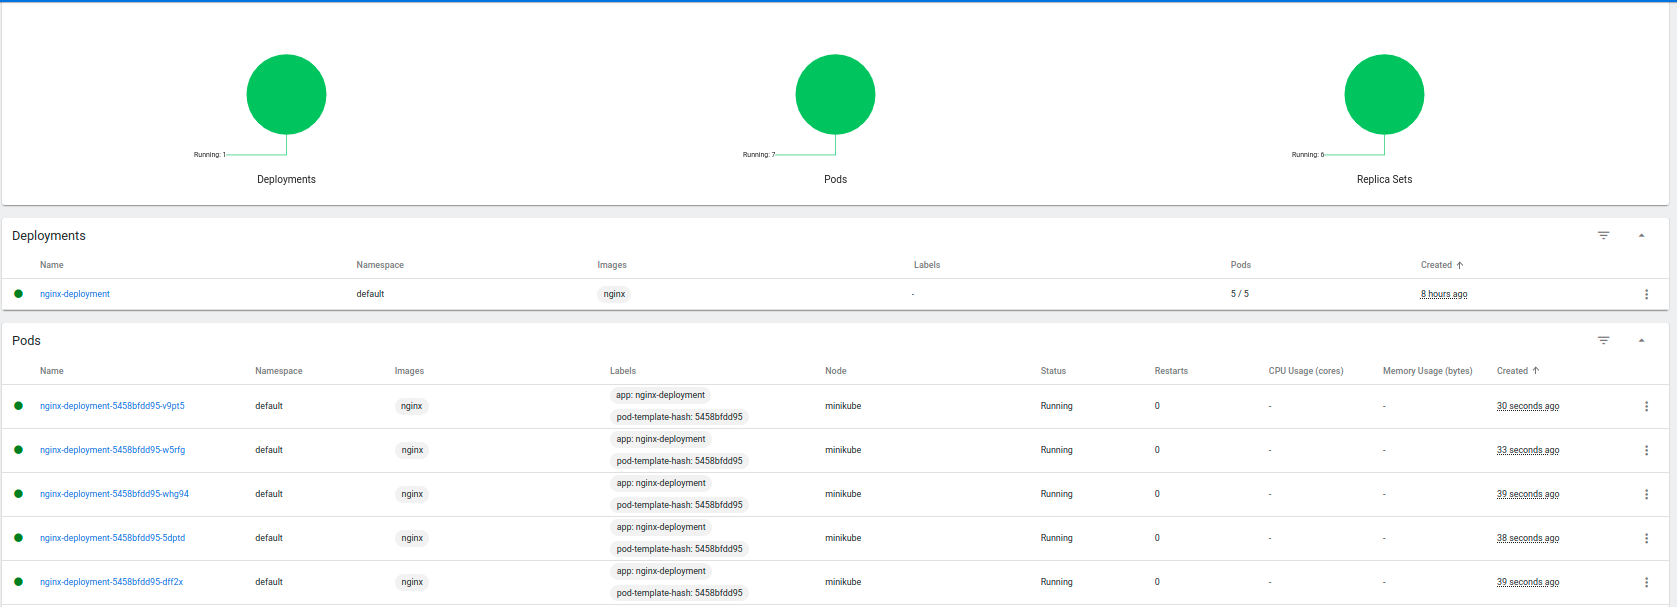 Running: 1
Running: 7
Running: 6
Deployments
Pods
Replica Sets
Deployments
Name Namespace Images Labels Pods Created
nginx-deployment default nginx - 5 / 5 8 hours ago
Pods
Name Namespace Images Labels Node Status Restarts CPU Usage (cores) Memory Usage (bytes) Created
app: nginx-deployment
nginx-deployment-5458bfdd95-v9pt5 default nginx minikube Running 0 - - 30 seconds ago
pod-template-hash: 5458bfdd95
app: nginx-deployment
nginx-deployment-5458bfdd95-w5rfg default nginx minikube Running 0 - - 33 seconds ago
pod-template-hash: 5458bfdd95
app: nginx-deployment
nginx-deployment-5458bfdd95-whg94 default nginx minikube Running 0 - - 39 seconds ago
pod-template-hash: 5458bfdd95
app: nginx-deployment
nginx-deployment-5458bfdd95-5dptd default nginx minikube Running 0 - - 38 seconds ago
pod-template-hash: 5458bfdd95
app: nginx-deployment
nginx-deployment-5458bfdd95-dff2x default nginx minikube Running 0 - - 39 seconds ago
pod-template-hash: 5458bfdd95